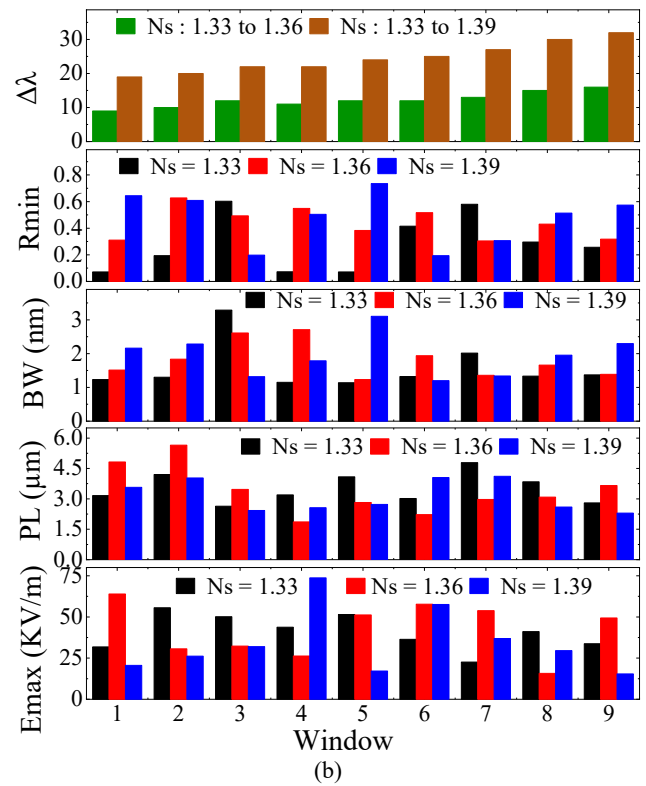 Ns : 1.33 to 1.36 Ns : 1.33 to 1.39
30
20
10
0
Δλ
Ns = 1.33 Ns = 1.36 Ns = 1.39
0.8
0.6
0.4
0.2
0.0
Rmin
Ns = 1.33 Ns = 1.36 Ns = 1.39
3
2
1
0
BW (nm)
Ns = 1.33 Ns = 1.36 Ns = 1.39
6.0
4.5
3.0
1.5
0.0
PL (μm)
Ns = 1.33 Ns = 1.36 Ns = 1.39
75
50
25
0
Emax (KV/m)
1 2 3 4 5 6 7 8 9
Window
(b)